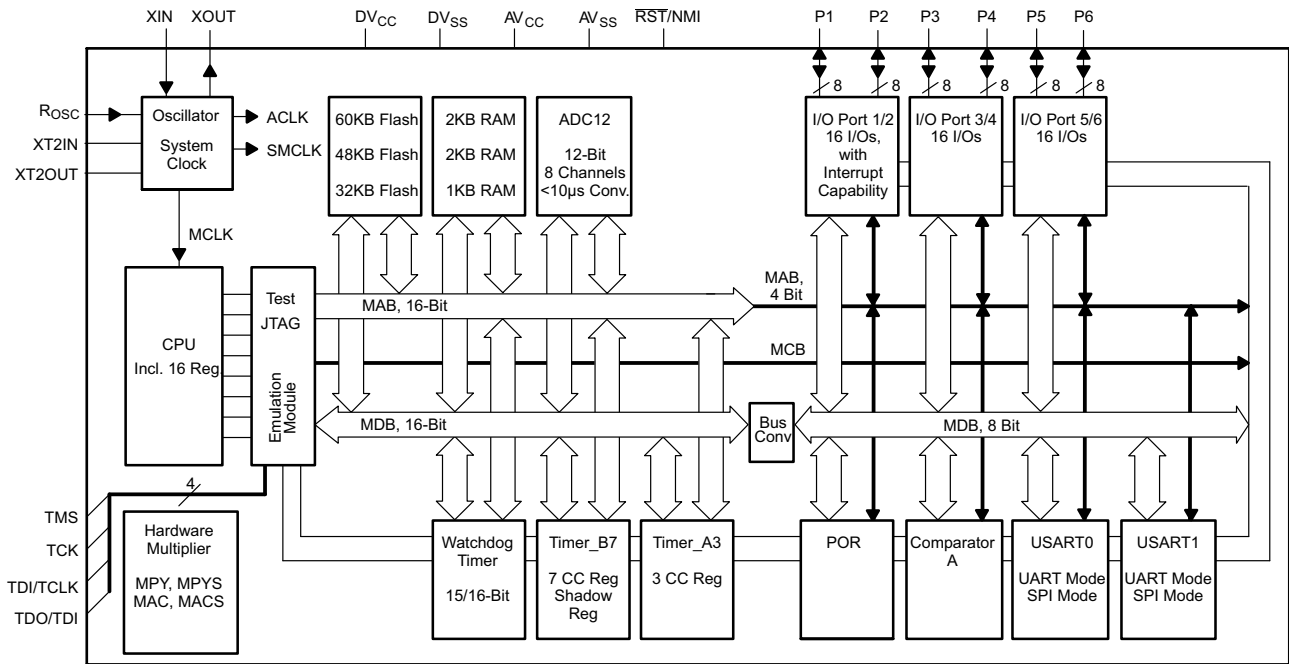 XIN
XOUT
DVCC
DVSS
AVCC
AVSS
RST/NMI
P1
P2
P3
P4
P5
P6
8
8
8
8
8
8
ROSC
XT2IN
XT2OUT
Oscillator
System
Clock
ACLK
SMCLK
MCLK
60KB Flash
48KB Flash
32KB Flash
2KB RAM
2KB RAM
1KB RAM
ADC12
12-Bit
8 Channels
<10µs Conv.
I/O Port 1/2
16 I/Os,
with
Interrupt
Capability
I/O Port 3/4
16 I/Os
I/O Port 5/6
16 I/Os
CPU
Incl. 16 Reg.
Test
JTAG
Emulation
Module
MAB, 16-Bit
MAB,
4 Bit
MCB
MDB, 16-Bit
Bus
Conv
MDB, 8 Bit
4
TMS
TCK
TDI/TCLK
TDO/TDI
Hardware
Multiplier
MPY, MPYS
MAC, MACS
Watchdog
Timer
15/16-Bit
Timer_B7
7 CC Reg
Shadow
Reg
Timer_A3
3 CC Reg
POR
Comparator
A
USART0
UART Mode
SPI Mode
USART1
UART Mode
SPI Mode